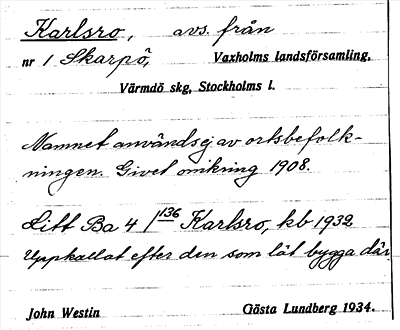 Karlsro, avs. från
nr 1 Skarpö, Vaxholms landsförsamling,
Värmdö skg, Stockholms l.
Namnet användes ej av ortsbefolk-
ningen. Givet omkring 1908.
Litt Ba 4 /136 Karlsro, kb 1932.
Uppkallat efter den som lät bygga där
John Westin Gösta Lundberg 1934.